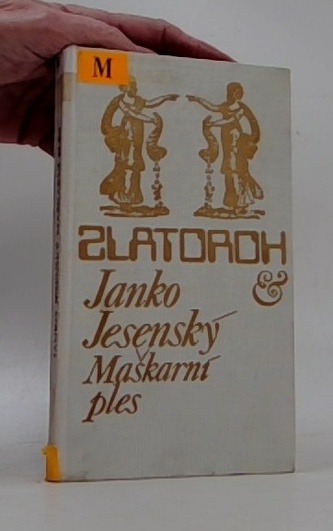 M
ZLATOROH
&
Janko
Jesenský
Maškarní
ples